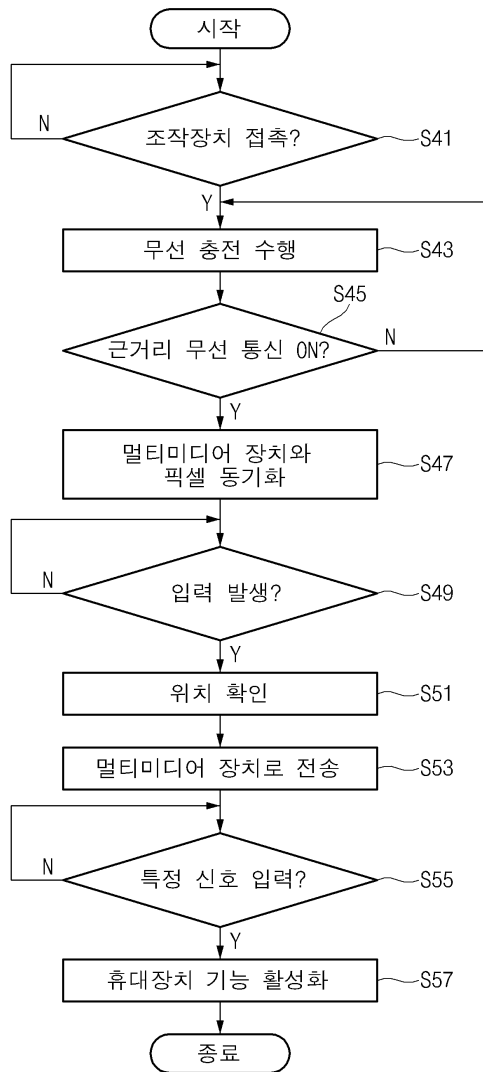 시작
N
조작장치 접촉?
S41
Y
무선 충전 수행
S43
S45
근거리 무선 통신 ON?
N
Y
멀티미디어 장치와
픽셀 동기화
S47
N
입력 발생?
S49
Y
위치 확인
S51
멀티미디어 장치로 전송
S53
N
특정 신호 입력?
S55
Y
휴대장치 기능 활성화
S57
종료